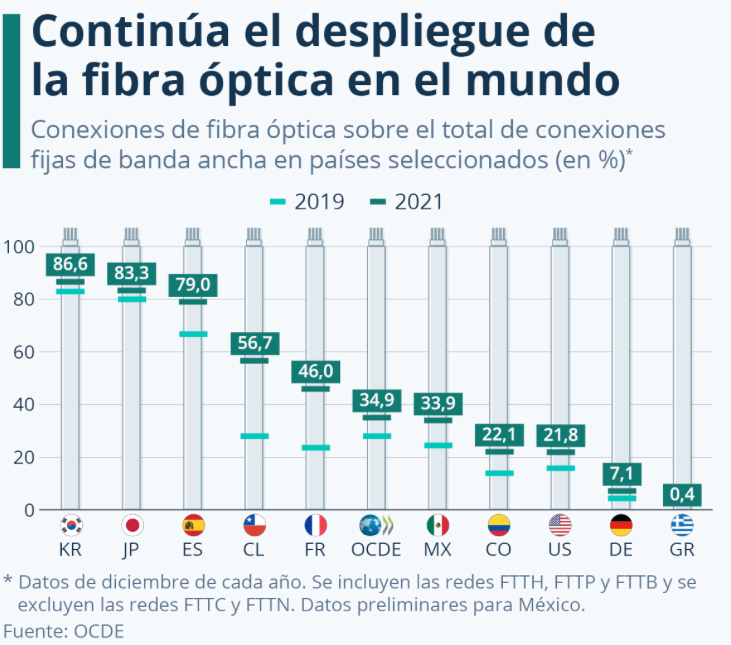 Continúa el despliegue de
la fibra óptica en el mundo
Conexiones de fibra óptica sobre el total de conexiones
fijas de banda ancha en países seleccionados (en %)*
2019 2021
100
80
60
40
20
0
86,6
83,3
79,0
56,7
46,0
34,9
33,9
22,1
21,8
7,1
0,4
KR JP ES CL FR OCDE MX CO US DE GR
* Datos de diciembre de cada año. Se incluyen las redes FTTH, FTTP y FTTB y se
excluyen las redes FTTC y FTTN. Datos preliminares para México.
Fuente: OCDE